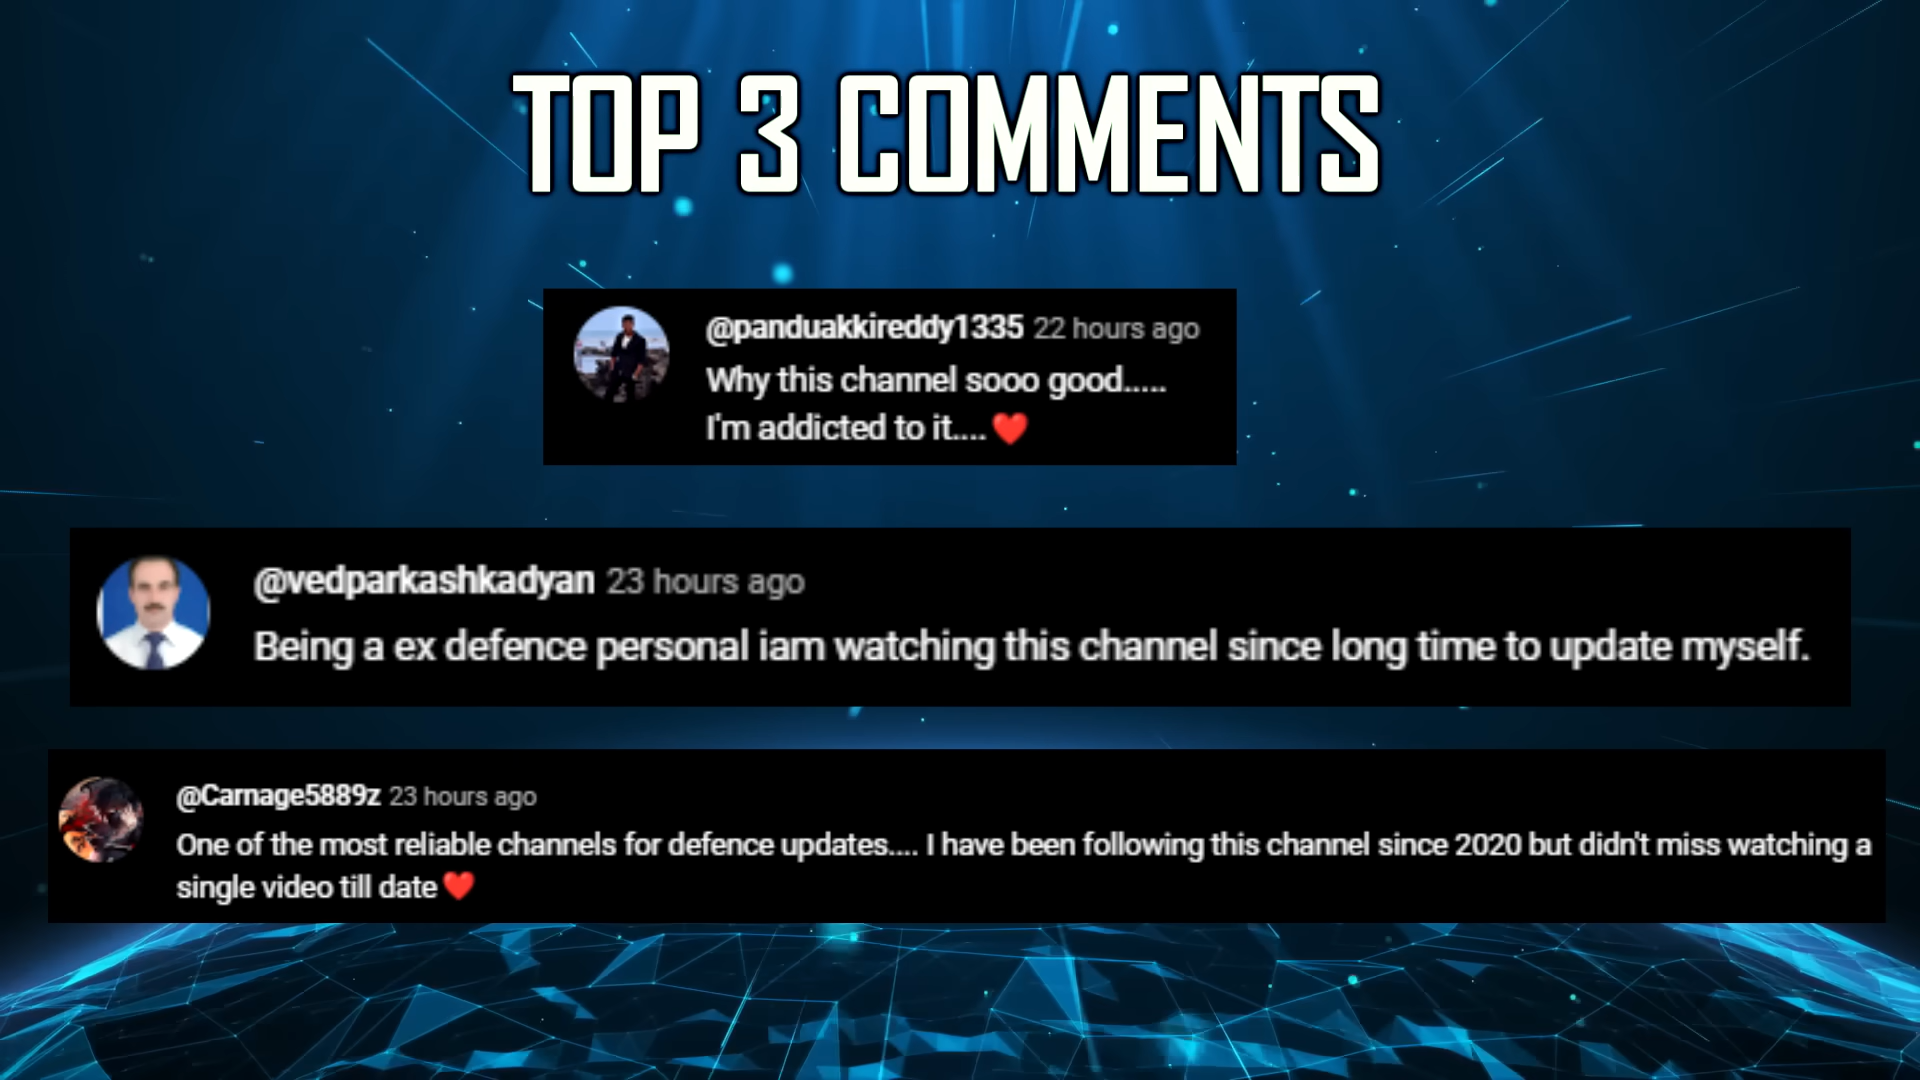 TOP 3 COMMENTS
@panduakkireddy1335 22 hours ago
Why this channel sooo good.....
I'm addicted to it.... ❤️
@vedparkashkadyan 23 hours ago
Being a ex defence personal iam watching this channel since long time to update myself.
@Carnage5889z 23 hours ago
One of the most reliable channels for defence updates.... I have been following this channel since 2020 but didn't miss watching a
single video till date❤️